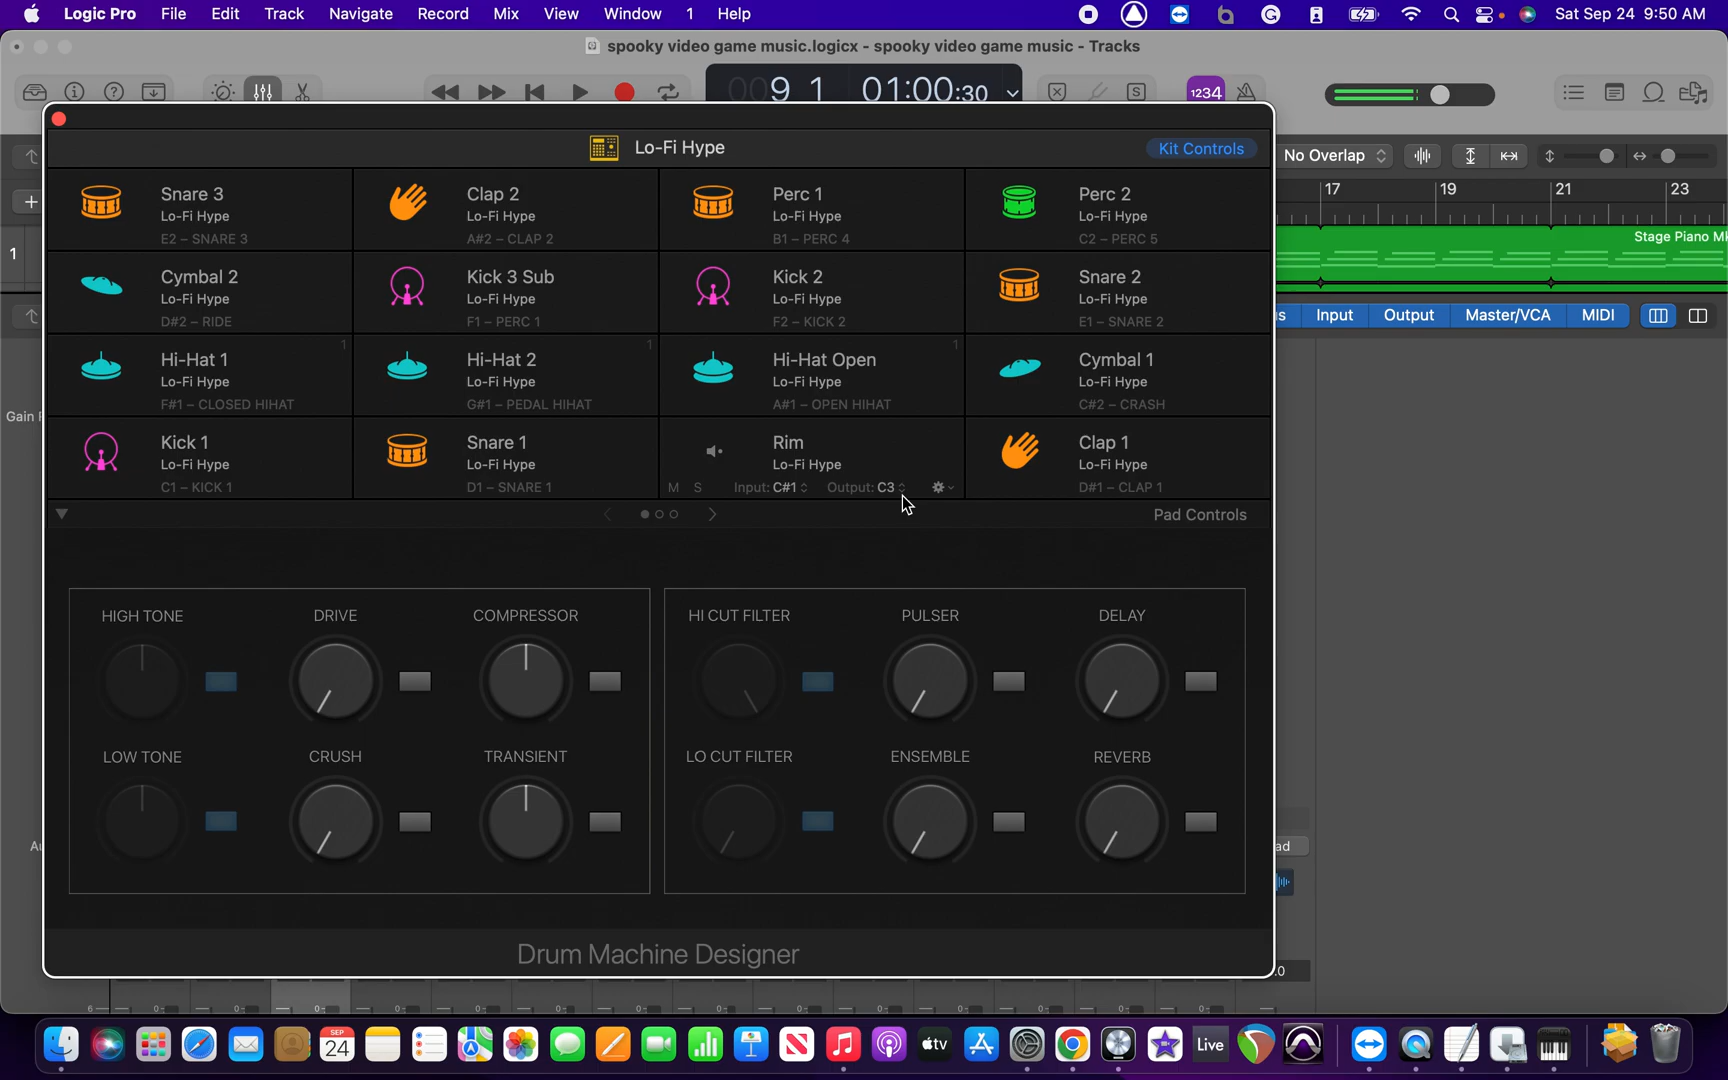 Logic Pro File Edit Track Navigate Record Mix View Window 1 Help Sat Sep 24 9:50 AM
spooky video game music.logicx - spooky video game music - Tracks
009 1 01:00:30 1234
Lo-Fi Hype Kit Controls No Overlap
17 19 21 23
Snare 3 Clap 2 Perc 1 Perc 2
Lo-Fi Hype Lo-Fi Hype Lo-Fi Hype Lo-Fi Hype
E2 – SNARE 3 A#2 – CLAP 2 B1 – PERC 4 C2 – PERC 5
1 Stage Piano
Cymbal 2 Kick 3 Sub Kick 2 Snare 2
Lo-Fi Hype Lo-Fi Hype Lo-Fi Hype Lo-Fi Hype
D#2 – RIDE F1 – PERC 1 F2 – KICK 2 E1 – SNARE 2
Input Output Master/VCA MIDI
1 1 1
Hi-Hat 1 Hi-Hat 2 Hi-Hat Open Cymbal 1
Lo-Fi Hype Lo-Fi Hype Lo-Fi Hype Lo-Fi Hype
F#1 – CLOSED HIHAT G#1 – PEDAL HIHAT A#1 – OPEN HIHAT C#2 – CRASH
Gain
Kick 1 Snare 1 Rim Clap 1
Lo-Fi Hype Lo-Fi Hype Lo-Fi Hype Lo-Fi Hype
C1 – KICK 1 D1 – SNARE 1 M S Input: C#1 Output: C3 D#1 – CLAP 1
Pad Controls
HIGH TONE DRIVE COMPRESSOR HI CUT FILTER PULSER DELAY
LOW TONE CRUSH TRANSIENT LO CUT FILTER ENSEMBLE REVERB
Drum Machine Designer
SEP
24 tv Live